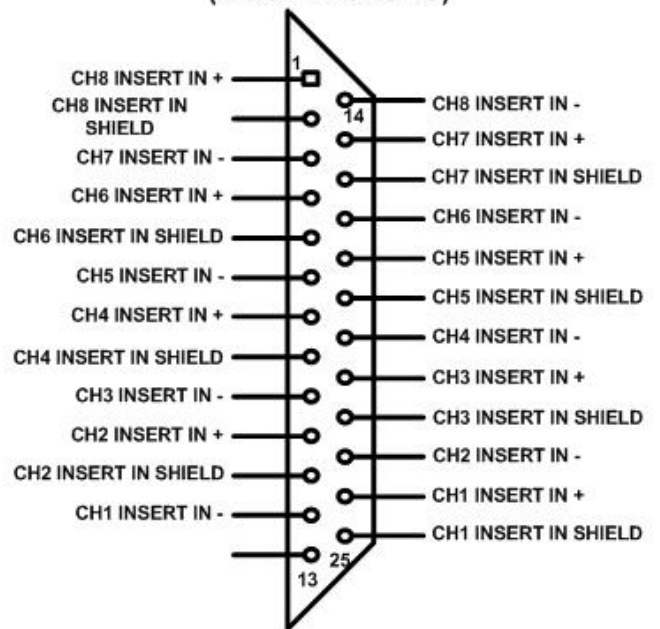 1
CH8 INSERT IN +
CH8 INSERT IN
SHIELD
CH7 INSERT IN -
CH6 INSERT IN +
CH6 INSERT IN SHIELD
CH5 INSERT IN -
CH4 INSERT IN +
CH4 INSERT IN SHIELD
CH3 INSERT IN -
CH2 INSERT IN +
CH2 INSERT IN SHIELD
CH1 INSERT IN -
13
14
CH8 INSERT IN -
CH7 INSERT IN +
CH7 INSERT IN SHIELD
CH6 INSERT IN -
CH5 INSERT IN +
CH5 INSERT IN SHIELD
CH4 INSERT IN -
CH3 INSERT IN +
CH3 INSERT IN SHIELD
CH2 INSERT IN -
CH1 INSERT IN +
CH1 INSERT IN SHIELD
25